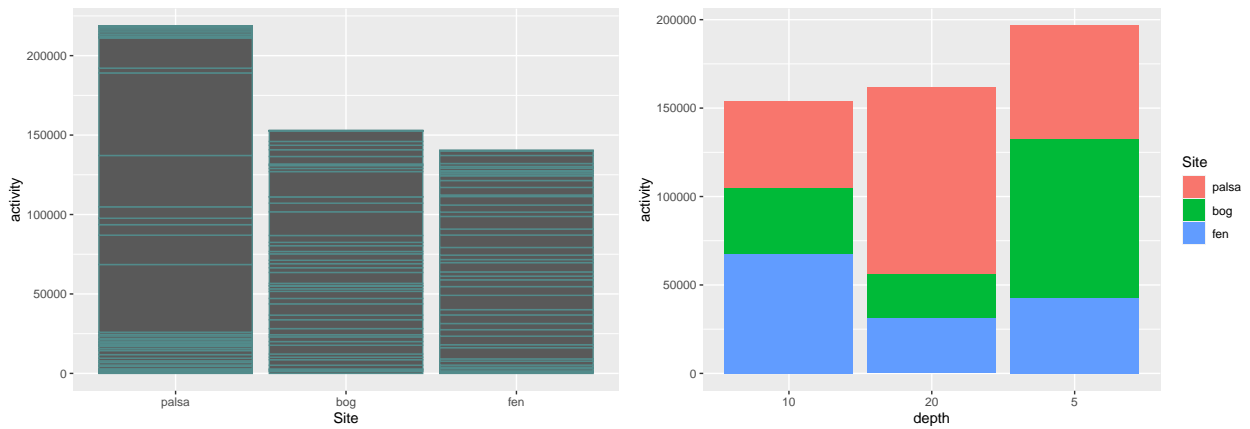 activity
200000
150000
100000
50000
0
palsa bog fen
Site
activity
200000
150000
100000
50000
0
10 20 5
depth
Site
palsa
bog
fen